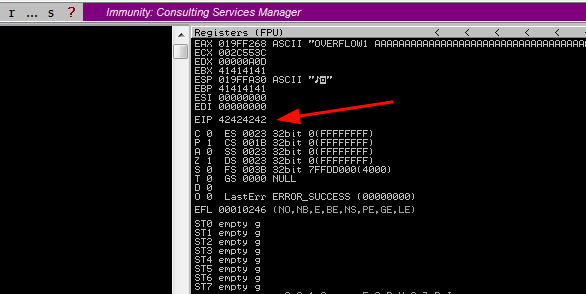 r ... s ? Immunity: Consulting Services Manager
Registers (FPU) < < < < <
EAX 019FF268 ASCII "OVERFLOW1 AAAAAAAAAAAAAAAAAAAAAAAAAAAAAAAAA
ECX 002C553C
EDX 00000A0D
EBX 41414141
ESP 019FFA30 ASCII "♪◙"
EBP 41414141
ESI 00000000
EDI 00000000
EIP 42424242
C 0 ES 0023 32bit 0(FFFFFFFF)
P 1 CS 001B 32bit 0(FFFFFFFF)
A 0 SS 0023 32bit 0(FFFFFFFF)
Z 1 DS 0023 32bit 0(FFFFFFFF)
S 0 FS 003B 32bit 7FFDD000(4000)
T 0 GS 0000 NULL
D 0
O 0 LastErr ERROR_SUCCESS (00000000)
EFL 00010246 (NO,NB,E,BE,NS,PE,GE,LE)
ST0 empty g
ST1 empty g
ST2 empty g
ST3 empty g
ST4 empty g
ST5 empty g
ST6 empty g
ST7 empty g